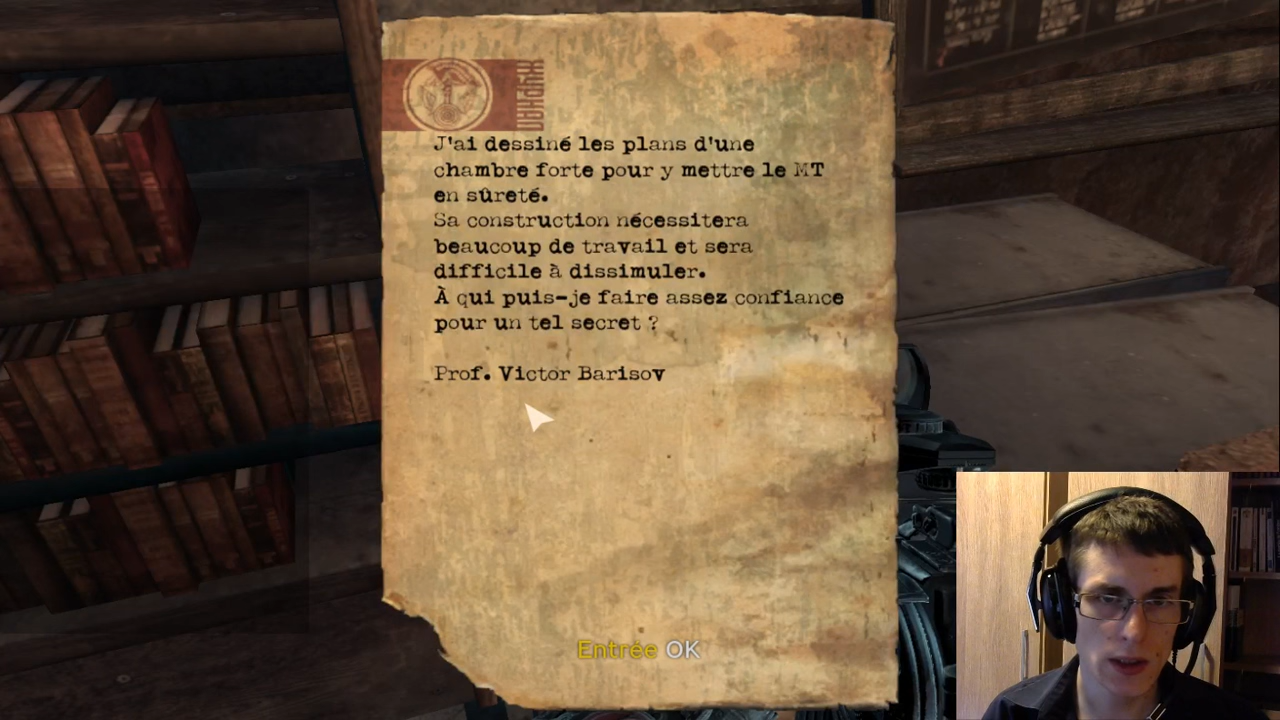 J'ai dessiné les plans d'une
chambre forte pour y mettre le MT
en sûreté.
Sa construction nécessitera
beaucoup de travail et sera
difficile à dissimuler.
À qui puis-je faire assez confiance
pour un tel secret ?
Prof. Victor Barisov
Entrée OK